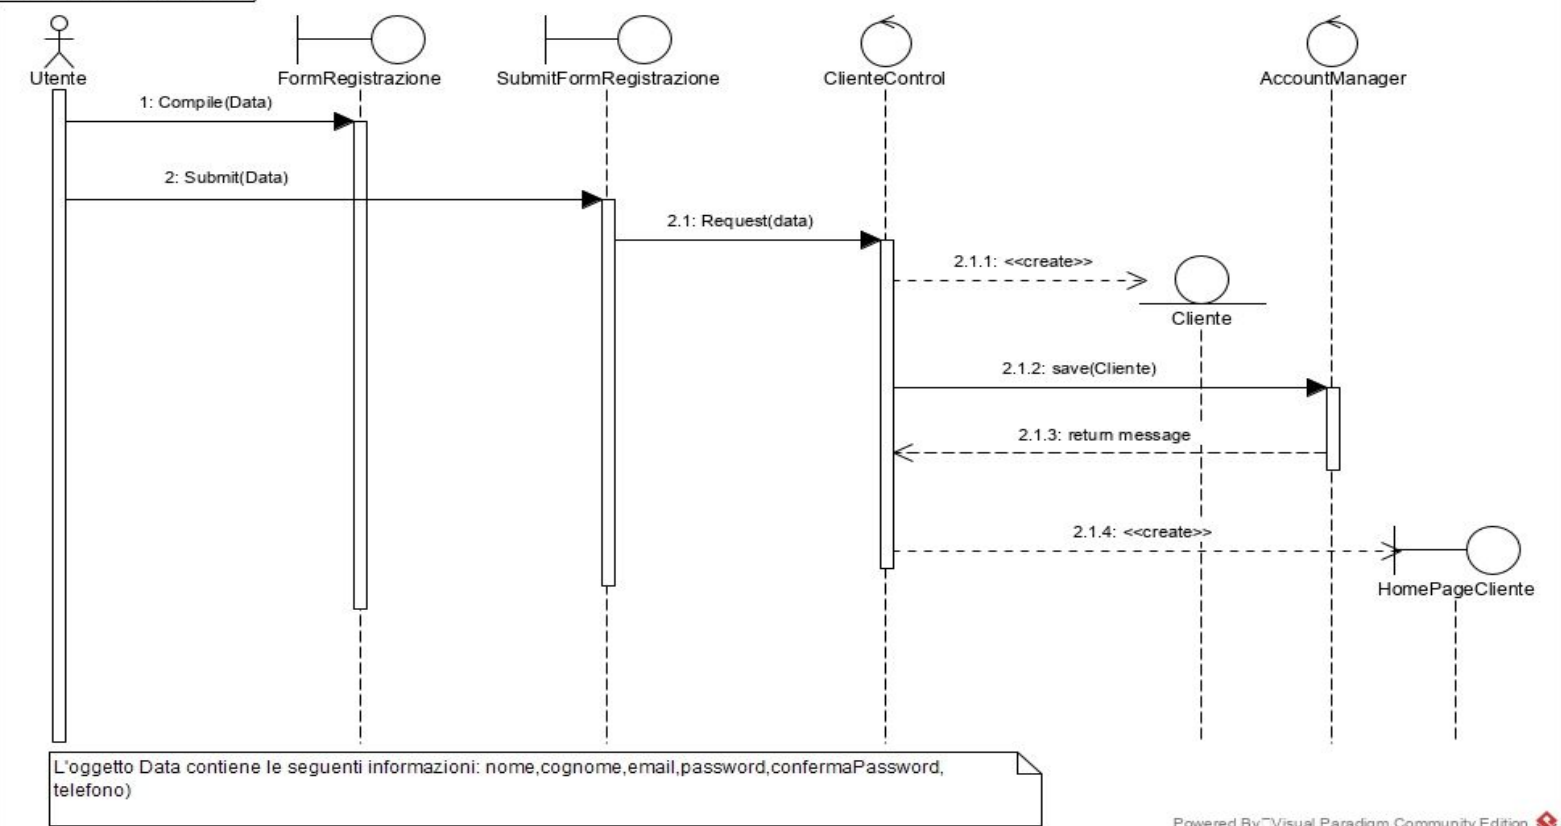 Utente
FormRegistrazione
SubmitFormRegistrazione
ClienteControl
AccountManager
1: Compile(Data)
2: Submit(Data)
2.1: Request(data)
2.1.1: <<create>>
Cliente
2.1.2: save(Cliente)
2.1.3: return message
2.1.4: <<create>>
HomePageCliente
L'oggetto Data contiene le seguenti informazioni: nome,cognome,email,password,confermaPassword,
telefono)
Powered By Visual Paradigm Community Edition